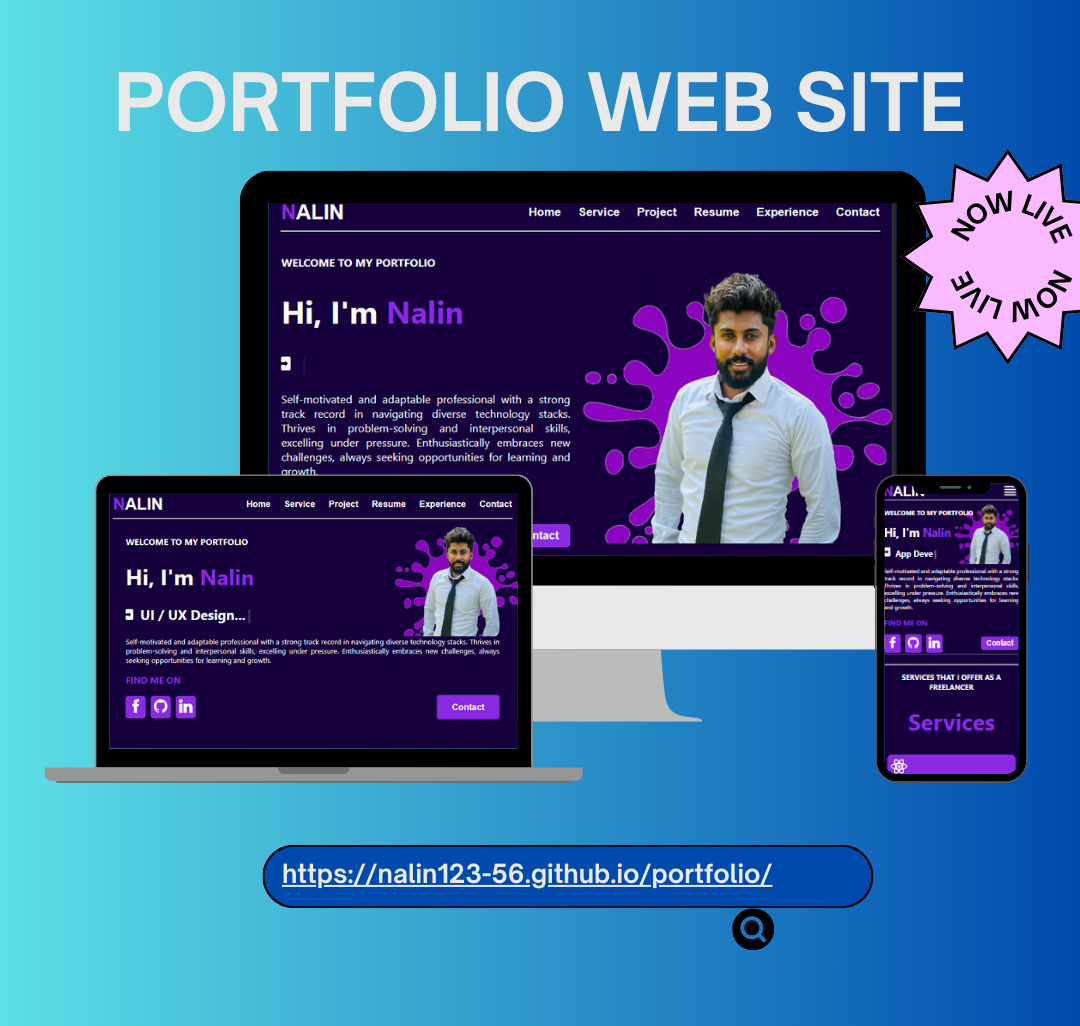 PORTFOLIO WEB SITE
NOW LIVE
NOW LIVE
NALIN
Home Service Project Resume Experience Contact
WELCOME TO MY PORTFOLIO
Hi, I'm Nalin
Self-motivated and adaptable professional with a strong
track record in navigating diverse technology stacks.
Thrives in problem-solving and interpersonal skills,
excelling under pressure. Enthusiastically embraces new
challenges, always seeking opportunities for learning and
growth.
ntact
NALIN
Home Service Project Resume Experience Contact
WELCOME TO MY PORTFOLIO
Hi, I'm Nalin
UI / UX Design...|
Self-motivated and adaptable professional with a strong track record in navigating diverse technology stacks. Thrives in
problem-solving and interpersonal skills, excelling under pressure. Enthusiastically embraces new challenges, always
seeking opportunities for learning and growth.
FIND ME ON
f in
Contact
NALIN
WELCOME TO MY PORTFOLIO
Hi, I'm Nalin
App Deve|
Self-motivated and adaptable professional with a strong
track record in navigating diverse technology stacks.
Thrives in problem-solving and interpersonal skills,
excelling under pressure. Enthusiastically embraces new
challenges, always seeking opportunities for learning
and growth.
FIND ME ON
f in
Contact
SERVICES THAT I OFFER AS A
FREELANCER
Services
https://nalin123-56.github.io/portfolio/